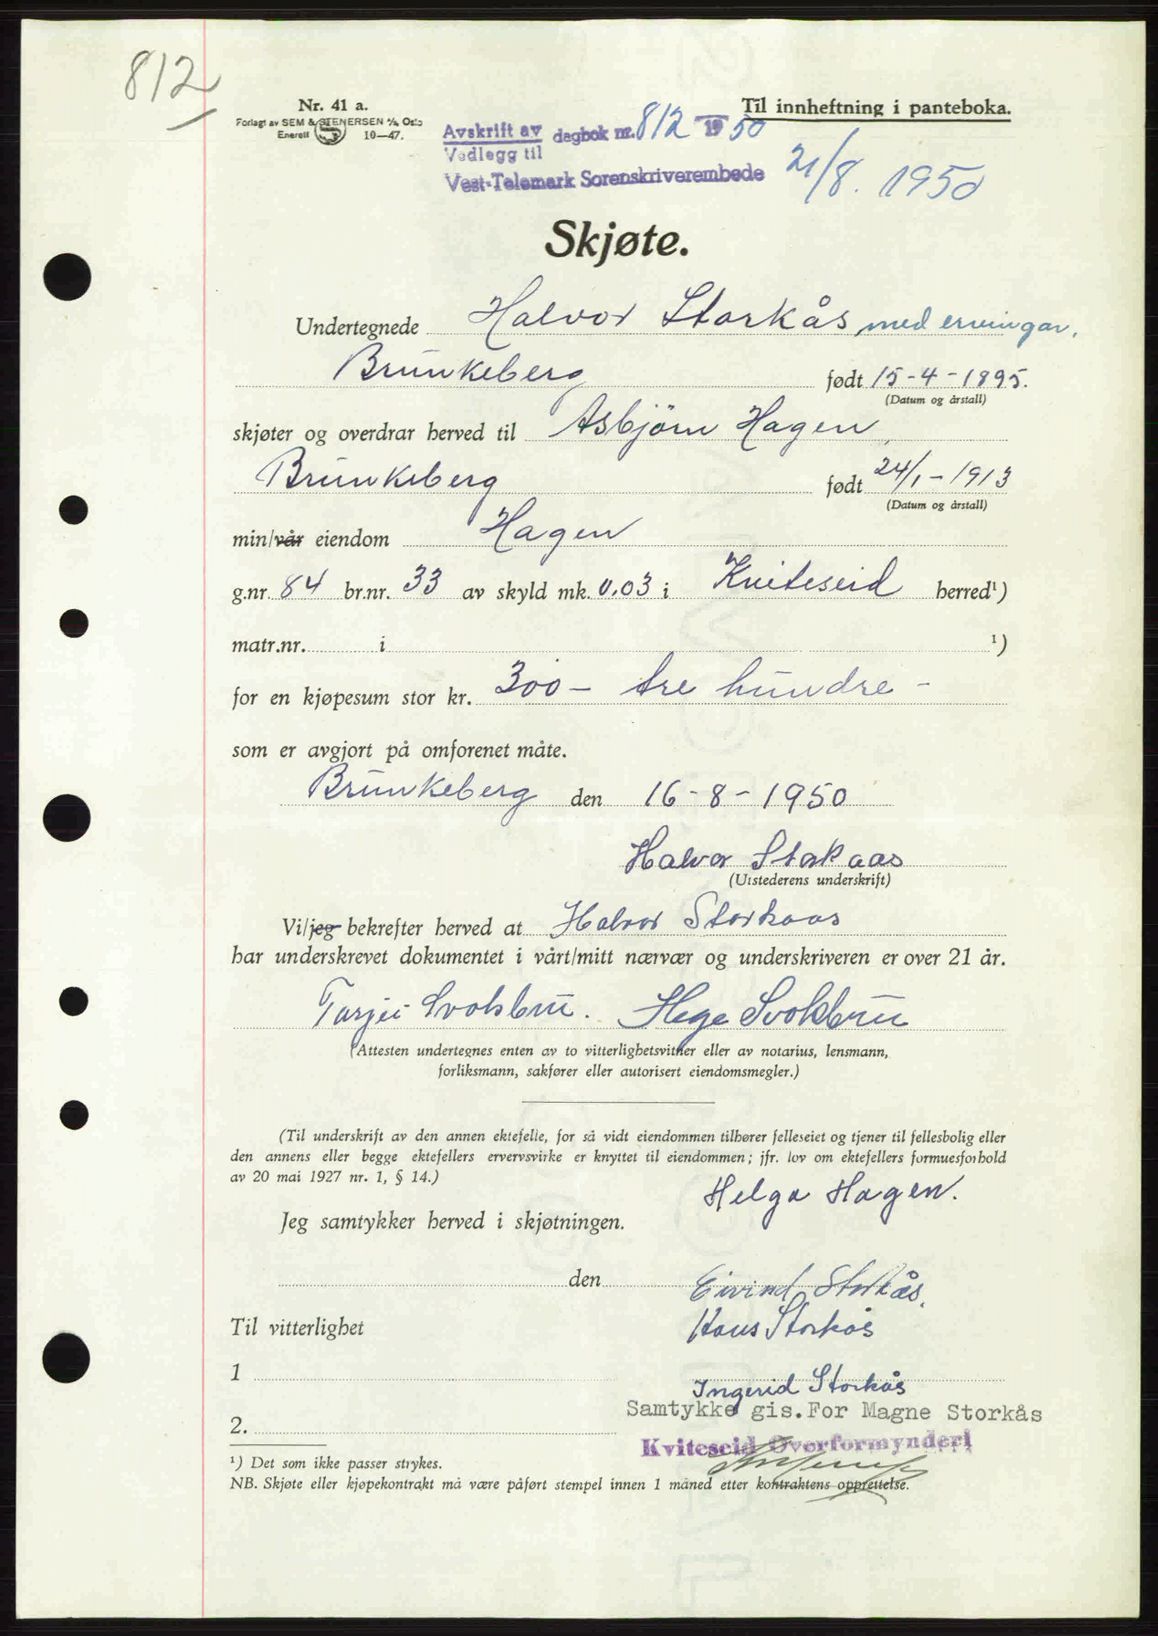 812
Nr. 41 a.
Forlagt av SEM & STENERSEN A/S, Oslo
Enerett S 10—47.
Til innheftning i panteboka.
Avskrift av dagbok nr. 812 1950
Vedlegg til
Vest-Telemark Sorenskriverembede
21/8. 1950
Skjøte.
Undertegnede Halvor Storkås med ervingar.
Brunkeberg født 15-4-1895.
(Datum og årstall)
skjøter og overdrar herved til Asbjørn Hagen
Brunkeberg født 24/1-1913
(Datum og årstall)
min/vår eiendom Hagen
g.nr. 84 br.nr. 33 av skyld mk. 0.03 i Kviteseid herred¹)
matr.nr. i ¹)
for en kjøpesum stor kr. 300 — tre hundre —
som er avgjort på omforenet måte.
Brunkeberg den 16-8-1950
Halvor Storkaas
(Utstederens underskrift)
Vi/jeg bekrefter herved at Halvor Storkaas
har underskrevet dokumentet i vårt/mitt nærvær og underskriveren er over 21 år.
Tarjei Svalsbru. Hege Svoldbru
(Attesten undertegnes enten av to vitterlighetsvitner eller av notarius, lensmann,
forliksmann, sakfører eller autorisert eiendomsmegler.)
(Til underskrift av den annen ektefelle, for så vidt eiendommen tilhører felleseiet og tjener til fellesbolig eller
den annens eller begge ektefellers ervervsvirke er knyttet til eiendommen; jfr. lov om ektefellers formuesforhold
av 20 mai 1927 nr. 1, § 14.)
Helga Hagen.
Jeg samtykker herved i skjøtningen.
den
Eivind Storkås.
Hans Storkås
Til vitterlighet
1
Ingerid Storkås
Samtykke gis. For Magne Storkås
2.
Kviteseid Overformynderi
¹) Det som ikke passer strykes.
NB. Skjøte eller kjøpekontrakt må være påført stempel innen 1 måned etter kontraktens opprettelse.